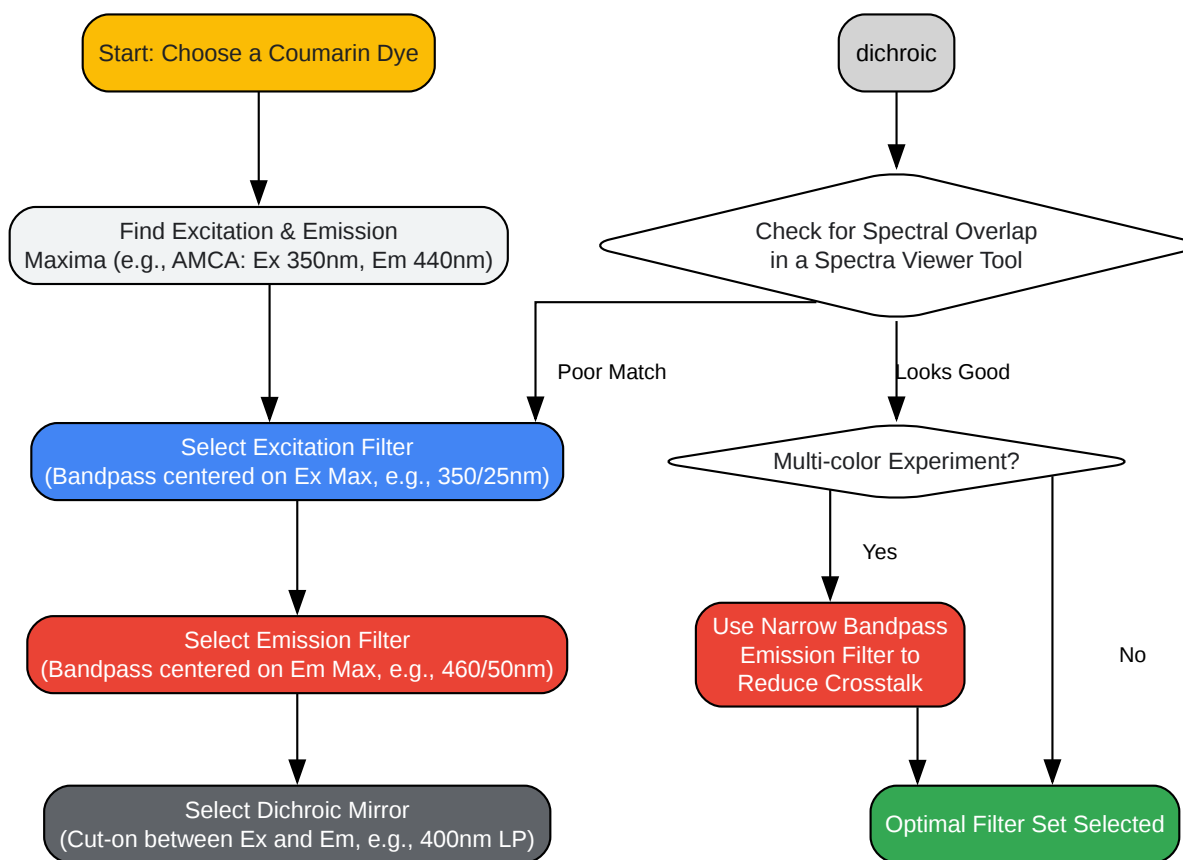 Start: Choose a Coumarin Dye
dichroic
Find Excitation & Emission
Maxima (e.g., AMCA: Ex 350nm, Em 440nm)
Check for Spectral Overlap
in a Spectra Viewer Tool
Poor Match
Looks Good
Select Excitation Filter
(Bandpass centered on Ex Max, e.g., 350/25nm)
Multi-color Experiment?
Yes
No
Select Emission Filter
(Bandpass centered on Em Max, e.g., 460/50nm)
Use Narrow Bandpass
Emission Filter to
Reduce Crosstalk
Select Dichroic Mirror
(Cut-on between Ex and Em, e.g., 400nm LP)
Optimal Filter Set Selected